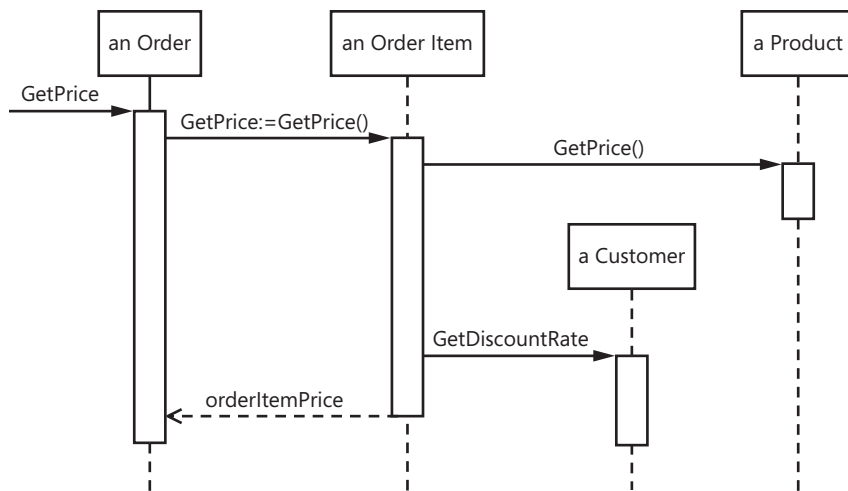 an Order
an Order Item
a Product
GetPrice
GetPrice:=GetPrice()
GetPrice()
a Customer
GetDiscountRate
orderItemPrice